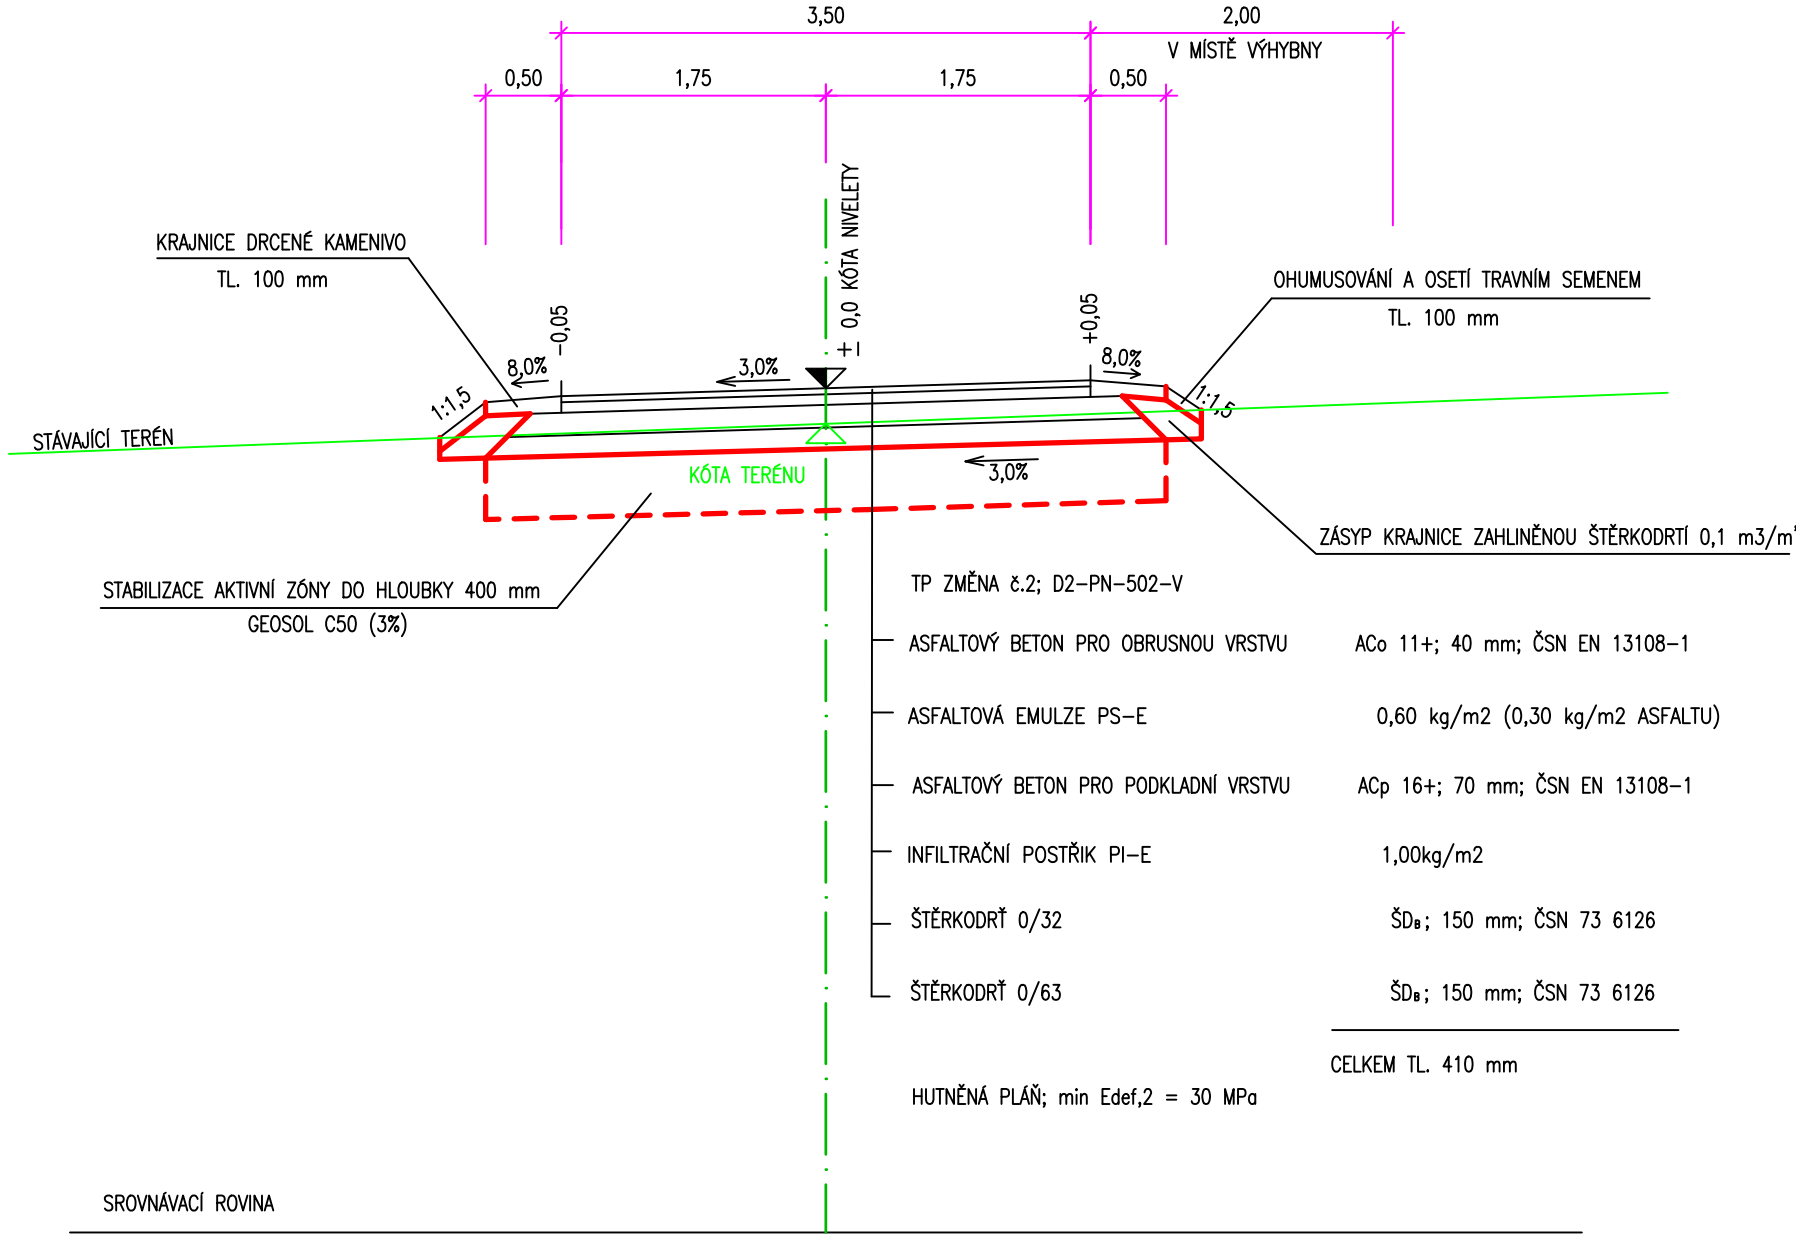 3,50
2,00
V MÍSTĚ VÝHYBNY
0,50
1,75
1,75
0,50
± 0,0 KÓTA NIVELETY
KRAJNICE DRCENÉ KAMENIVO
TL. 100 mm
OHUMUSOVÁNÍ A OSETÍ TRAVNÍM SEMENEM
TL. 100 mm
-0,05
+0,05
8,0%
3,0%
8,0%
1:1,5
1:1,5
STÁVAJÍCÍ TERÉN
KÓTA TERÉNU
3,0%
ZÁSYP KRAJNICE ZAHLINĚNOU ŠTĚRKODRTÍ 0,1 m3/m'
STABILIZACE AKTIVNÍ ZÓNY DO HLOUBKY 400 mm
GEOSOL C50 (3%)
TP ZMĚNA č.2; D2-PN-502-V
ASFALTOVÝ BETON PRO OBRUSNOU VRSTVU ACo 11+; 40 mm; ČSN EN 13108-1
ASFALTOVÁ EMULZE PS-E 0,60 kg/m2 (0,30 kg/m2 ASFALTU)
ASFALTOVÝ BETON PRO PODKLADNÍ VRSTVU ACp 16+; 70 mm; ČSN EN 13108-1
INFILTRAČNÍ POSTŘIK PI-E 1,00kg/m2
ŠTĚRKODRŤ 0/32 ŠDB; 150 mm; ČSN 73 6126
ŠTĚRKODRŤ 0/63 ŠDB; 150 mm; ČSN 73 6126
CELKEM TL. 410 mm
HUTNĚNÁ PLÁŇ; min Edef,2 = 30 MPa
SROVNÁVACÍ ROVINA